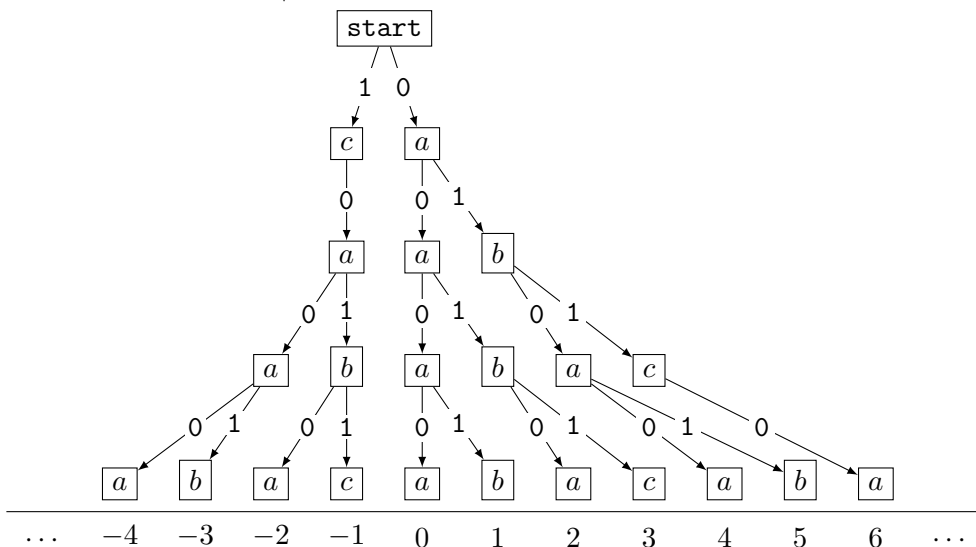 start
1 0
c a
0 0 1
a a b
0 1 0 1 0 1
a b a b a c
0 1 0 1 0 1 0 1 0 1 0
a b a c a b a c a b a
… −4 −3 −2 −1 0 1 2 3 4 5 6 …